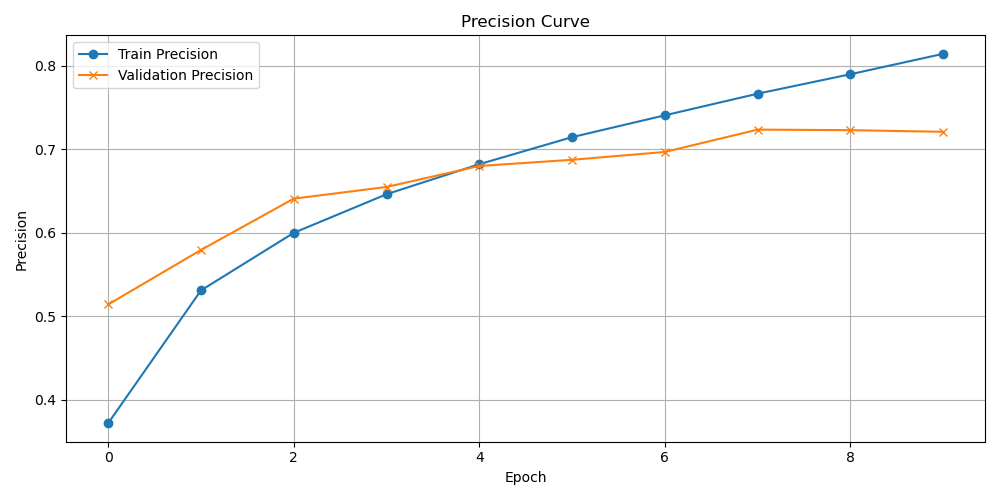 Precision Curve
Train Precision
Validation Precision
Precision
0.8
0.7
0.6
0.5
0.4
0 2 4 6 8
Epoch